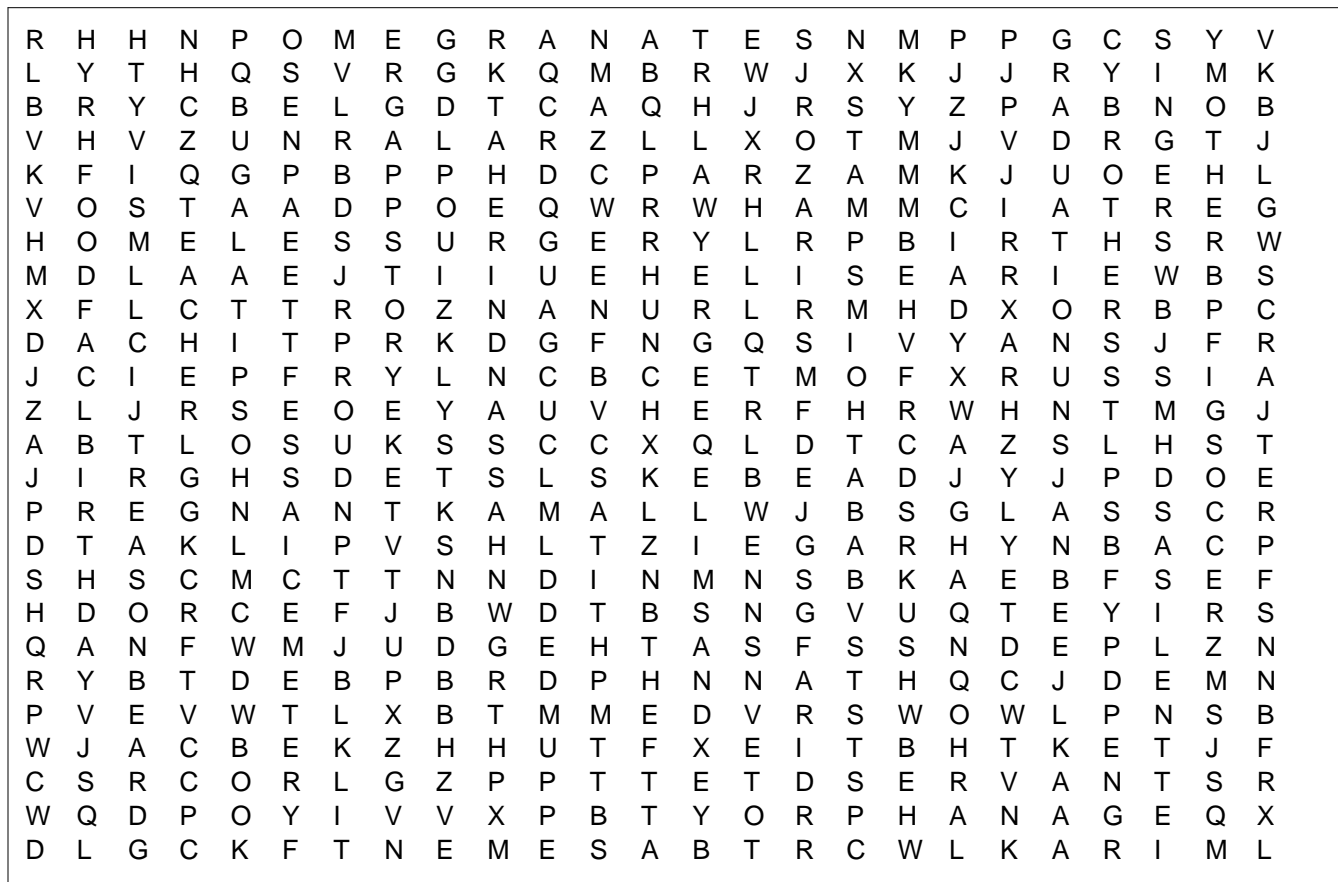 R H H N P O M E G R A N A T E S N M P P G C S Y V
L Y T H Q S V R G K Q M B R W J X K J J R Y I M K
B R Y C B E L G D T C A Q H J R S Y Z P A B N O B
V H V Z U N R A L A R Z L L X O T M J V D R G T J
K F I Q G P B P P H D C P A R Z A M K J U O E H L
V O S T A A D P O E Q W R W H A M M C I A T R E G
H O M E L E S S U R G E R Y L R P B I R T H S R W
M D L A A E J T I I U E H E L I S E A R I E W B S
X F L C T T R O Z N A N U R L R M H D X O R B P C
D A C H I T P R K D G F N G Q S I V Y A N S J F R
J C I E P F R Y L N C B C E T M O F X R U S S I A
Z L J R S E O E Y A U V H E R F H R W H N T M G J
A B T L O S U K S S C C X Q L D T C A Z S L H S T
J I R G H S D E T S L S K E B E A D J Y J P D O E
P R E G N A N T K A M A L L W J B S G L A S S C R
D T A K L I P V S H L T Z I E G A R H Y N B A C P
S H S C M C T T N N D I N M N S B K A E B F S E F
H D O R C E F J B W D T B S N G V U Q T E Y I R S
Q A N F W M J U D G E H T A S F S S N D E P L Z N
R Y B T D E B P B R D P H N N A T H Q C J D E M N
P V E V W T L X B T M M E D V R S W O W L P N S B
W J A C B E K Z H H U T F X E I T B H T K E T J F
C S R C O R L G Z P P T T E T D S E R V A N T S R
W Q D P O Y I V V X P B T Y O R P H A N A G E Q X
D L G C K F T N E M E S A B T R C W L K A R I M L